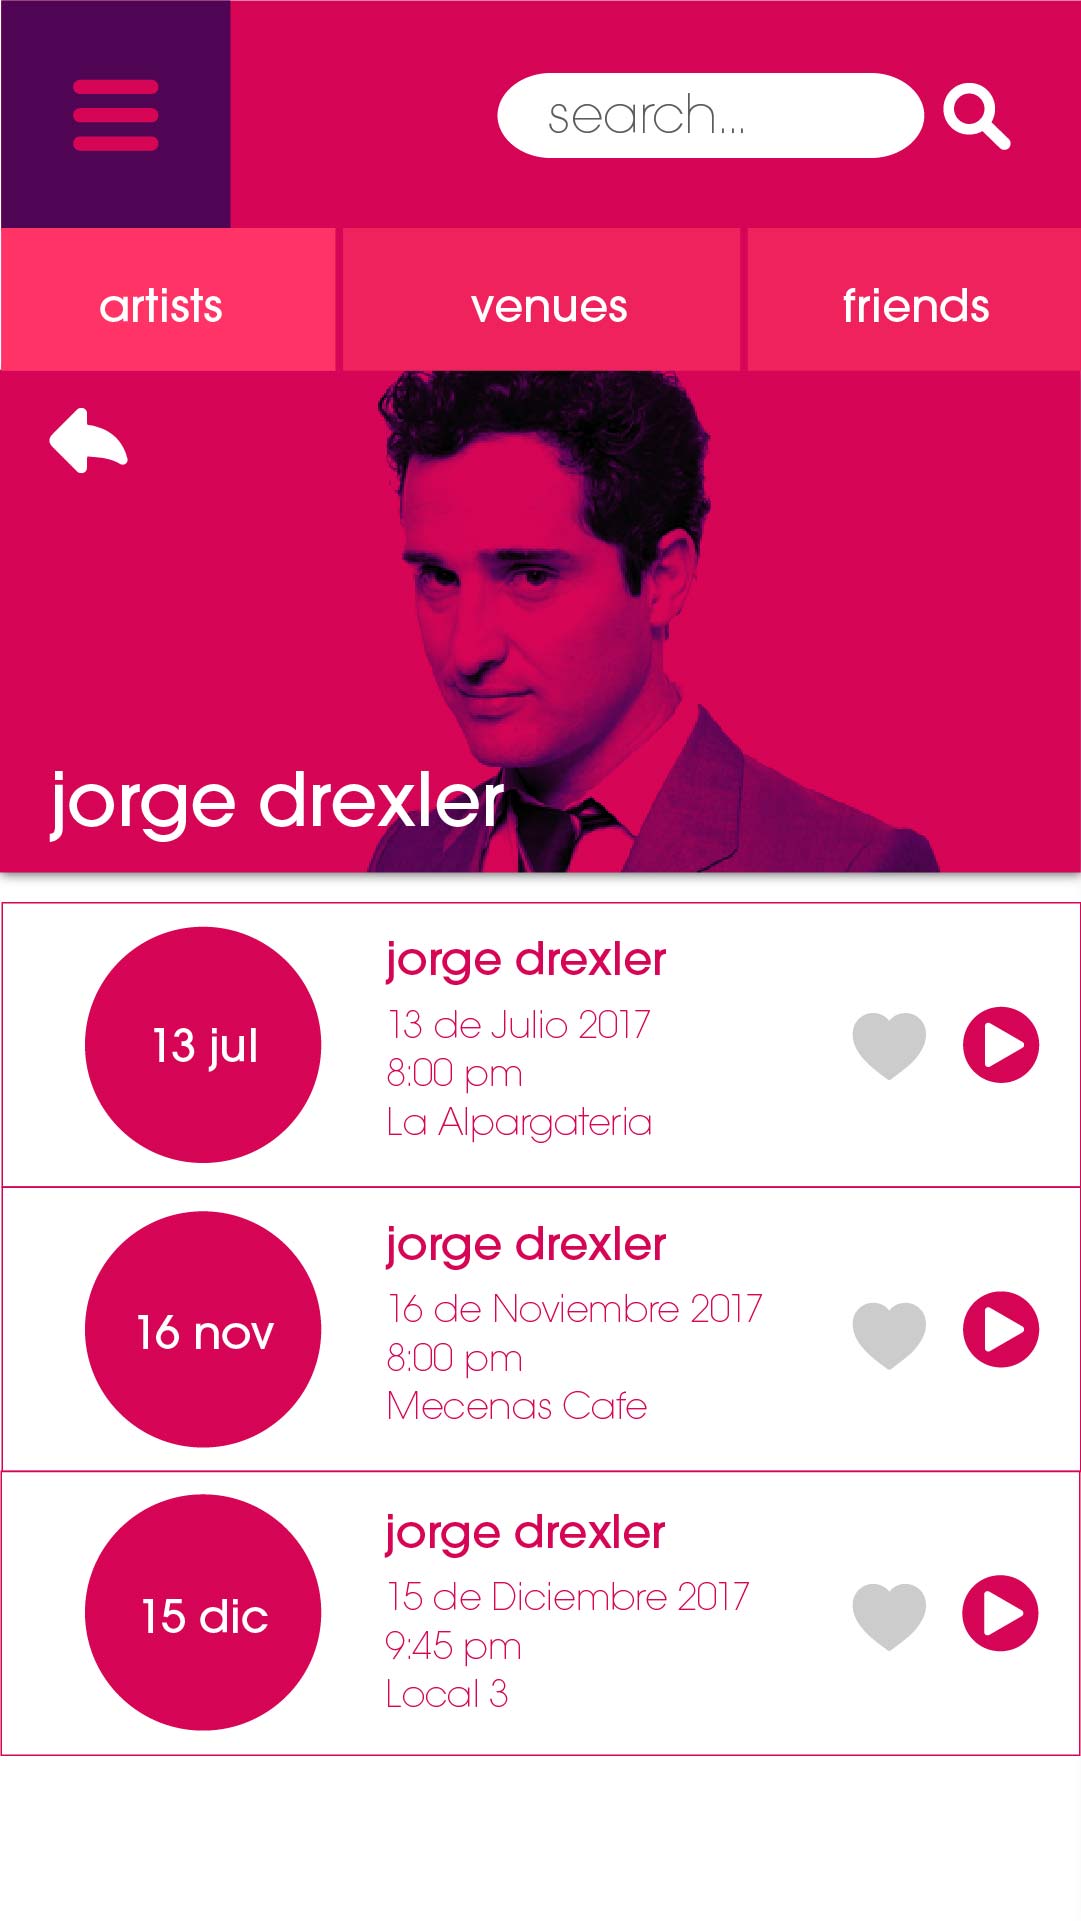 search...
artists
venues
friends
jorge drexler
13 jul
jorge drexler
13 de Julio 2017
8:00 pm
La Alpargateria
16 nov
jorge drexler
16 de Noviembre 2017
8:00 pm
Mecenas Cafe
15 dic
jorge drexler
15 de Diciembre 2017
9:45 pm
Local 3